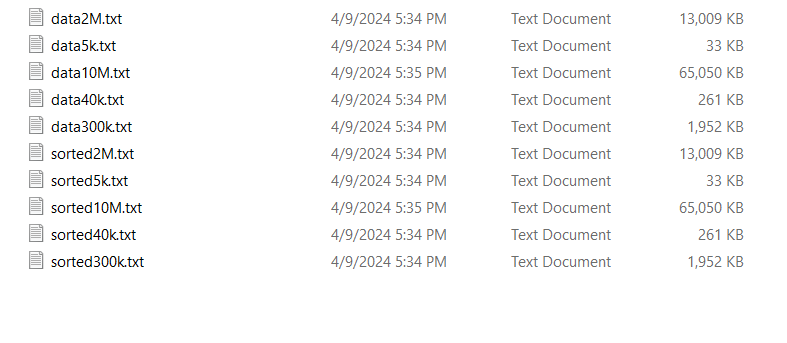 data2M.txt 4/9/2024 5:34 PM Text Document 13,009 KB
data5k.txt 4/9/2024 5:34 PM Text Document 33 KB
data10M.txt 4/9/2024 5:35 PM Text Document 65,050 KB
data40k.txt 4/9/2024 5:34 PM Text Document 261 KB
data300k.txt 4/9/2024 5:34 PM Text Document 1,952 KB
sorted2M.txt 4/9/2024 5:34 PM Text Document 13,009 KB
sorted5k.txt 4/9/2024 5:34 PM Text Document 33 KB
sorted10M.txt 4/9/2024 5:35 PM Text Document 65,050 KB
sorted40k.txt 4/9/2024 5:34 PM Text Document 261 KB
sorted300k.txt 4/9/2024 5:34 PM Text Document 1,952 KB